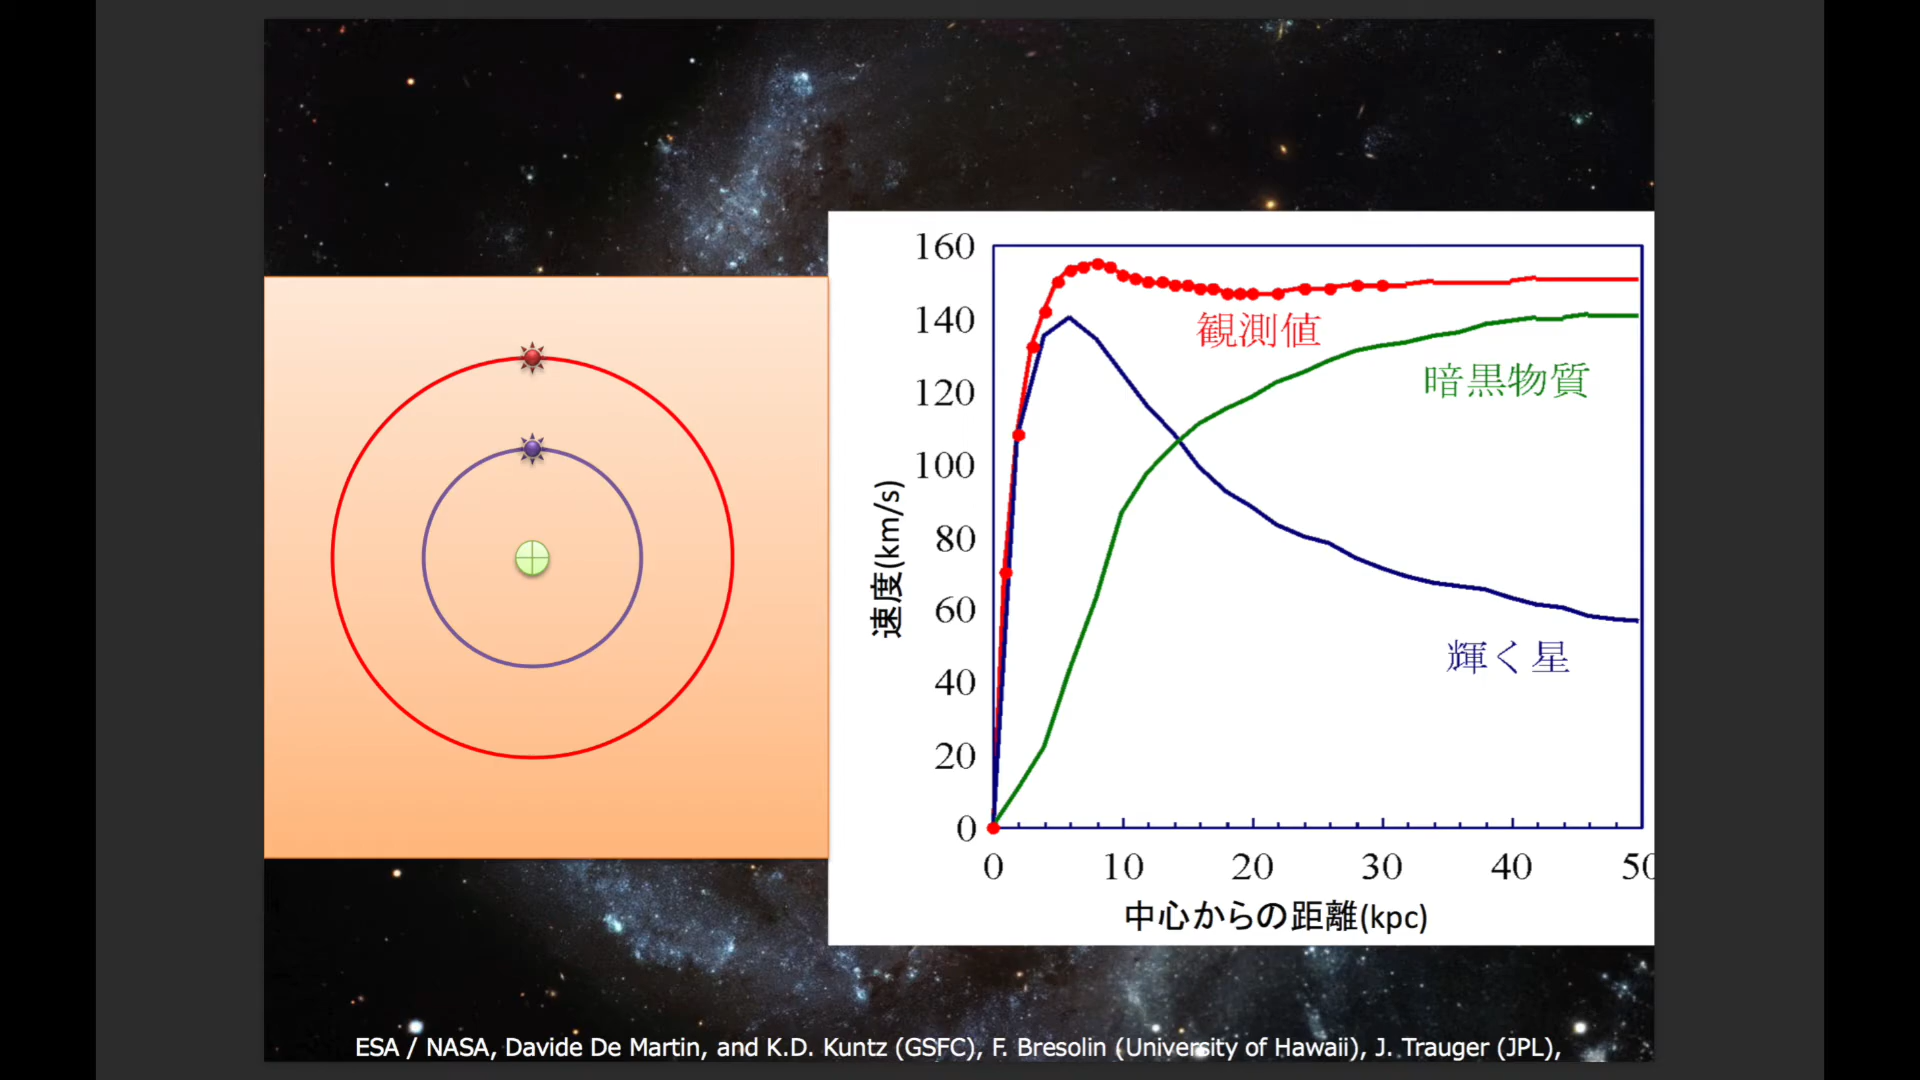 160
140
120
100
80
60
40
20
0
速度(km/s)
観測値
暗黒物質
輝く星
0 10 20 30 40 50
中心からの距離(kpc)
ESA / NASA, Davide De Martin, and K.D. Kuntz (GSFC), F. Bresolin (University of Hawaii), J. Trauger (JPL),